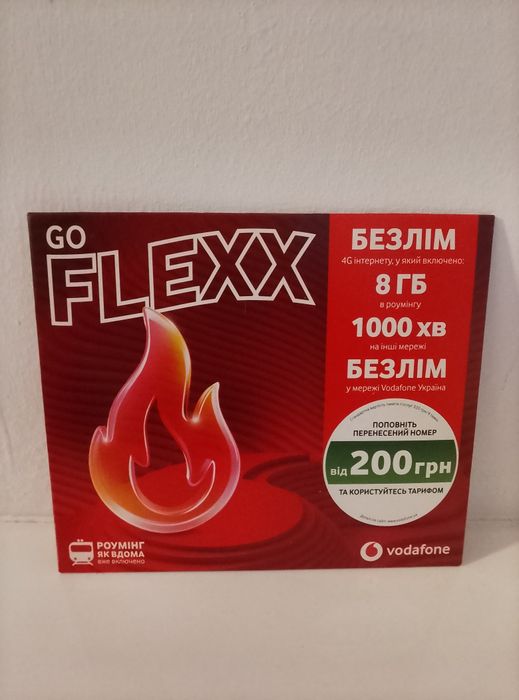 GO
FLEXX
БЕЗЛІМ
4G інтернету, у який включено:
8 ГБ
в роумінгу
1000 хв
на інші мережі
БЕЗЛІМ
у мережі Vodafone Україна
ПОПОВНІТЬ
ПЕРЕНЕСЕНИЙ НОМЕР
від 200 грн
ТА КОРИСТУЙТЕСЬ ТАРИФОМ
РОУМІНГ
ЯК ВДОМА
вже включено
vodafone